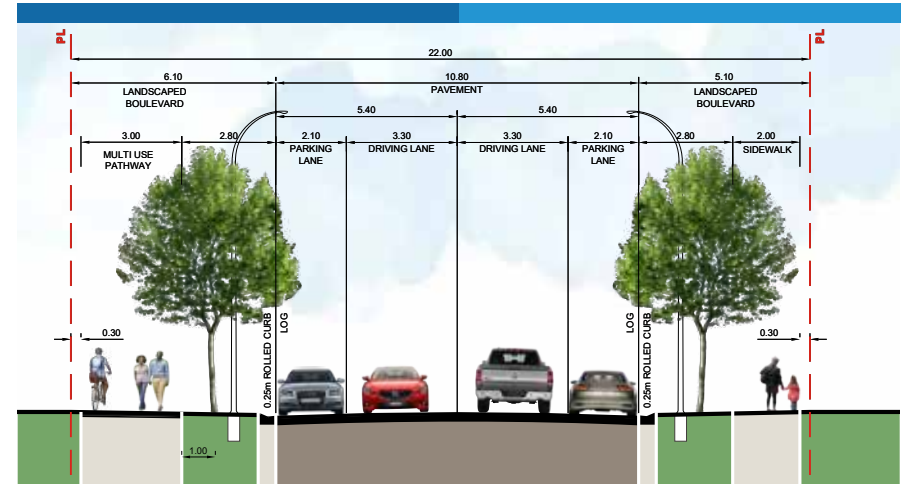 PL
PL
22.00
6.10
10.80
5.10
LANDSCAPED
BOULEVARD
PAVEMENT
LANDSCAPED
BOULEVARD
5.40
5.40
3.00
2.80
2.10
3.30
3.30
2.10
2.80
2.00
MULTI USE
PATHWAY
PARKING
LANE
DRIVING LANE
DRIVING LANE
PARKING
LANE
SIDEWALK
0.30
0.25m ROLLED CURB
LOG
LOG
0.25m ROLLED CURB
0.30
1.00